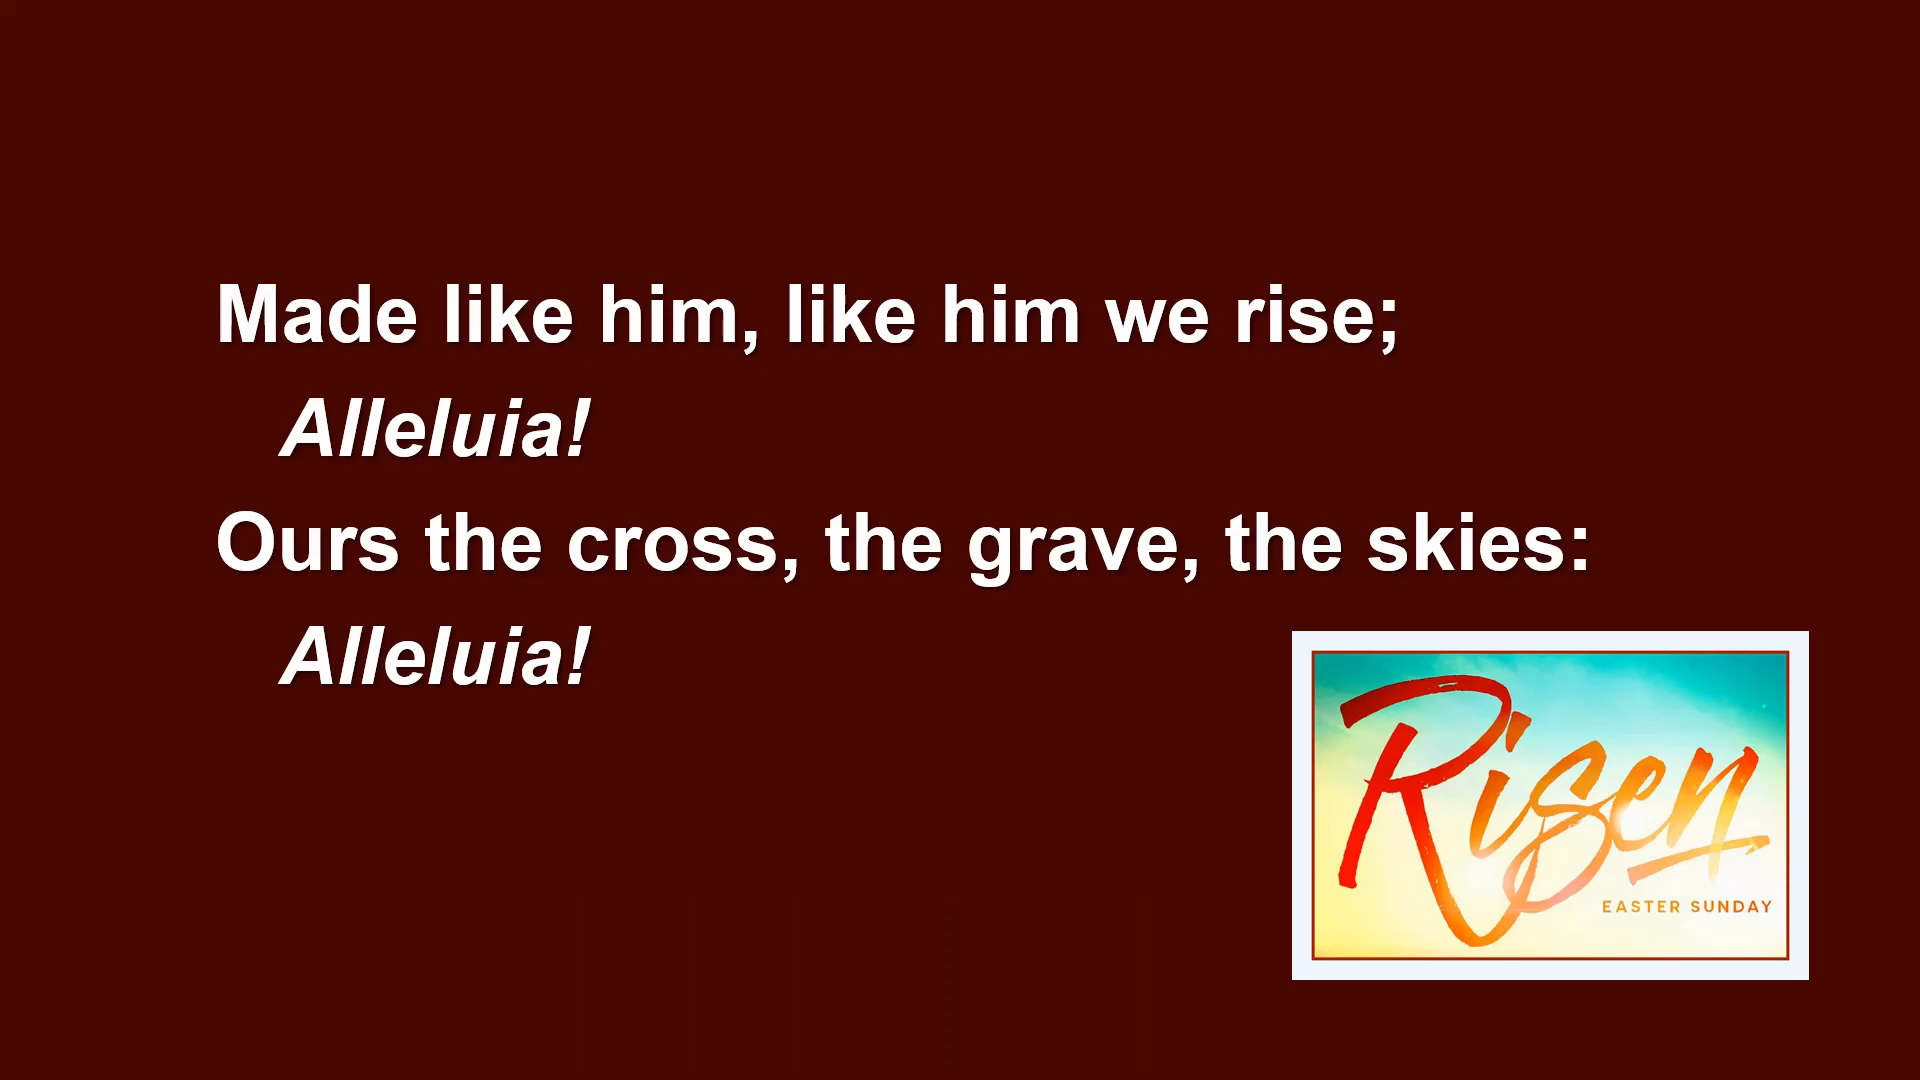 Made like him, like him we rise;
Alleluia!
Ours the cross, the grave, the skies:
Alleluia!
Risen
EASTER SUNDAY